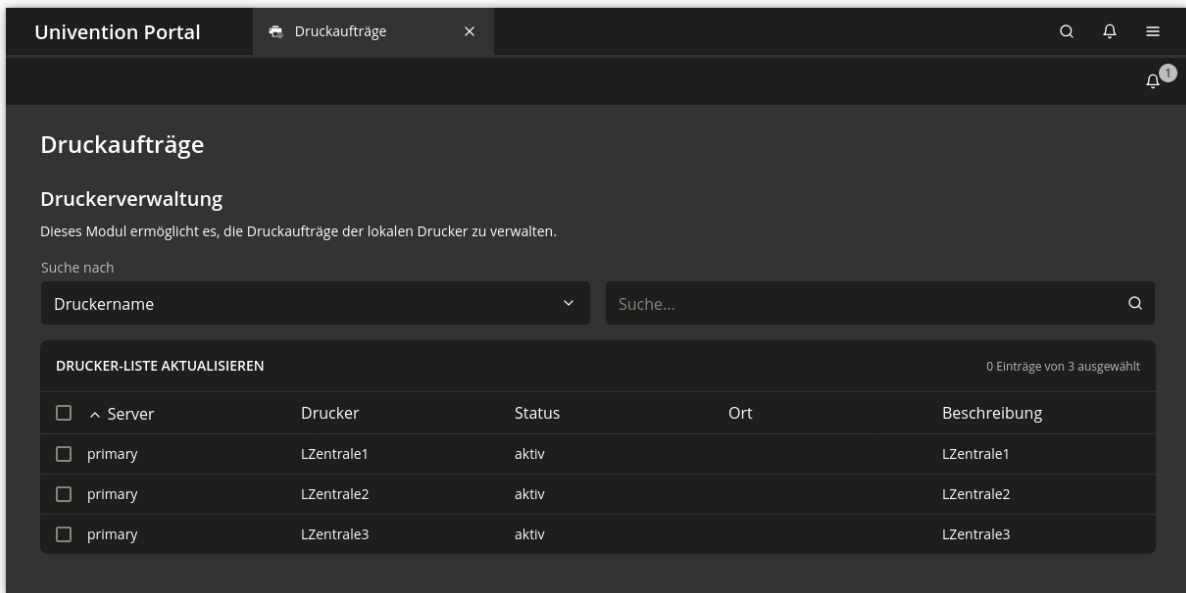 Univention Portal
Druckaufträge
1
Druckaufträge
Druckerverwaltung
Dieses Modul ermöglicht es, die Druckaufträge der lokalen Drucker zu verwalten.
Suche nach
Druckername
Suche...
DRUCKER-LISTE AKTUALISIEREN 0 Einträge von 3 ausgewählt
Server Drucker Status Ort Beschreibung
primary LZentrale1 aktiv LZentrale1
primary LZentrale2 aktiv LZentrale2
primary LZentrale3 aktiv LZentrale3